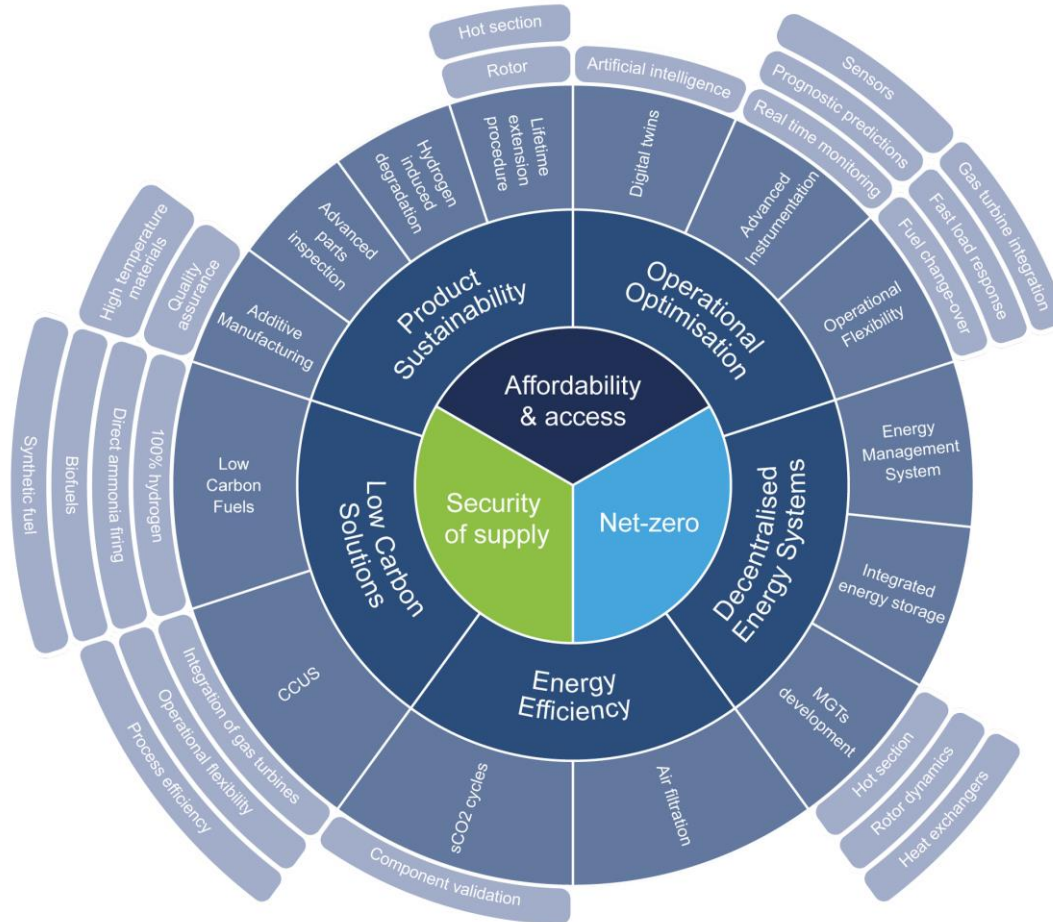 Affordability
& access
Net-zero
Security
of supply
Operational
Optimisation
Decentralised
Energy Systems
Energy
Efficiency
Low Carbon
Solutions
Product
Sustainability
Digital twins
Artificial intelligence
Advanced
Instrumentation
Real time monitoring
Prognostic predictions
Sensors
Operational
Flexibility
Fuel change-over
Fast load response
Gas turbine integration
Energy
Management
System
Integrated
energy storage
MGTs
development
Hot section
Rotor dynamics
Heat exchangers
Air filtration
sCO2 cycles
Component validation
CCUS
Integration of gas turbines
Operational flexibility
Process efficiency
Low
Carbon
Fuels
100% hydrogen
Direct ammonia firing
Biofuels
Synthetic fuel
Additive
Manufacturing
Quality
assurance
High temperature
materials
Advanced
parts
inspection
Hydrogen
induced
degradation
Lifetime
extension
procedure
Rotor
Hot section